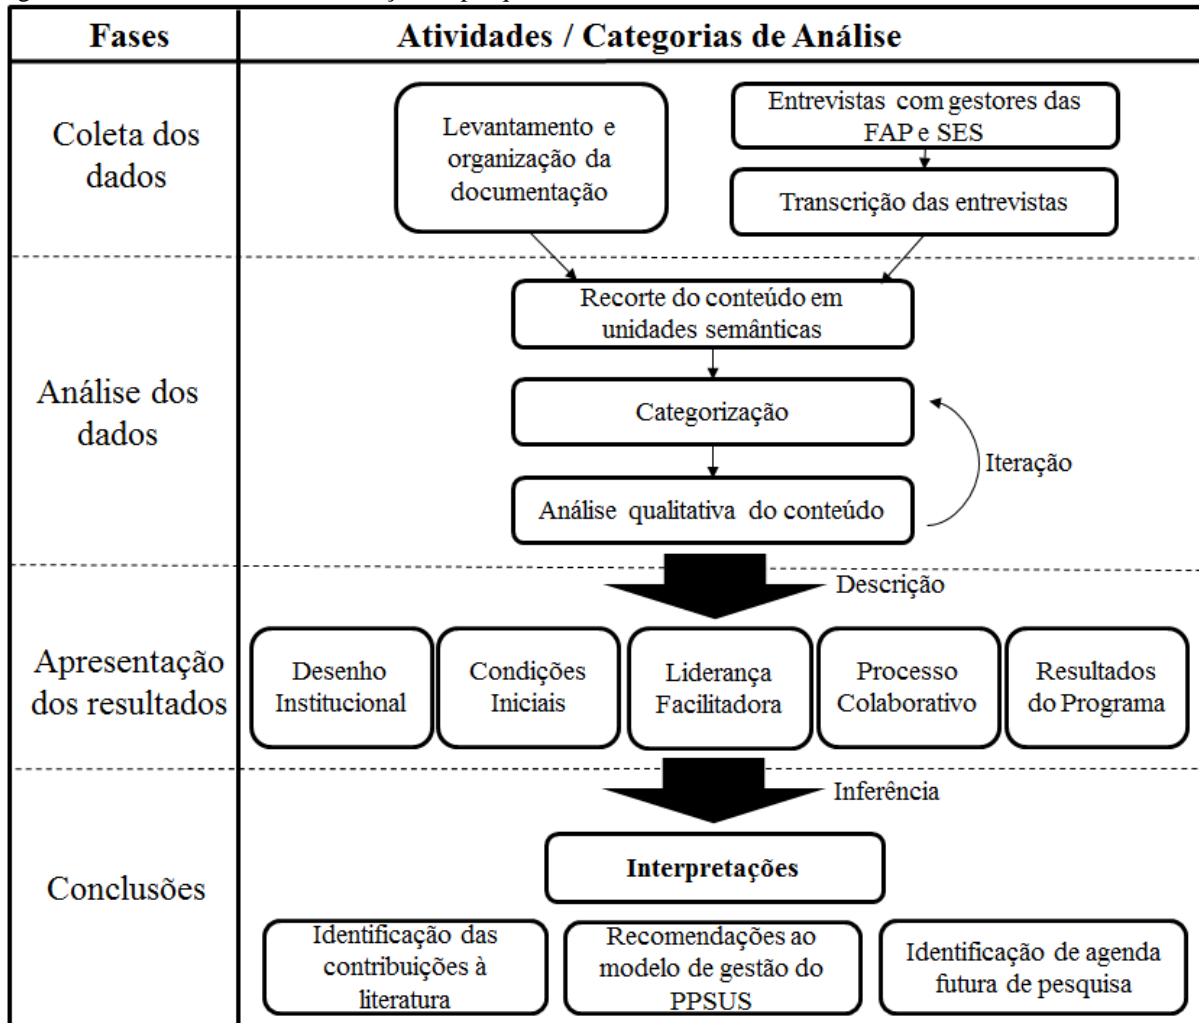 Fases
Atividades / Categorias de Análise
Coleta dos
dados
Levantamento e
organização da
documentação
Entrevistas com gestores das
FAP e SES
Transcrição das entrevistas
Análise dos
dados
Recorte do conteúdo em
unidades semânticas
Categorização
Análise qualitativa do conteúdo
Iteração
Descrição
Apresentação
dos resultados
Desenho
Institucional
Condições
Iniciais
Liderança
Facilitadora
Processo
Colaborativo
Resultados
do Programa
Inferência
Conclusões
Interpretações
Identificação das
contribuições à
literatura
Recomendações ao
modelo de gestão do
PPSUS
Identificação de agenda
futura de pesquisa